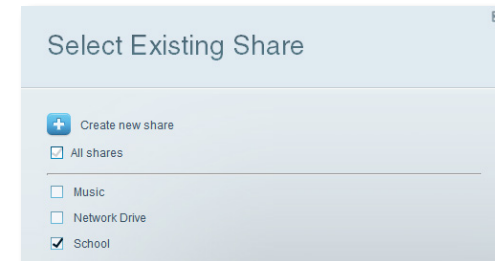 Select Existing Share
Create new share
All shares
Music
Network Drive
School